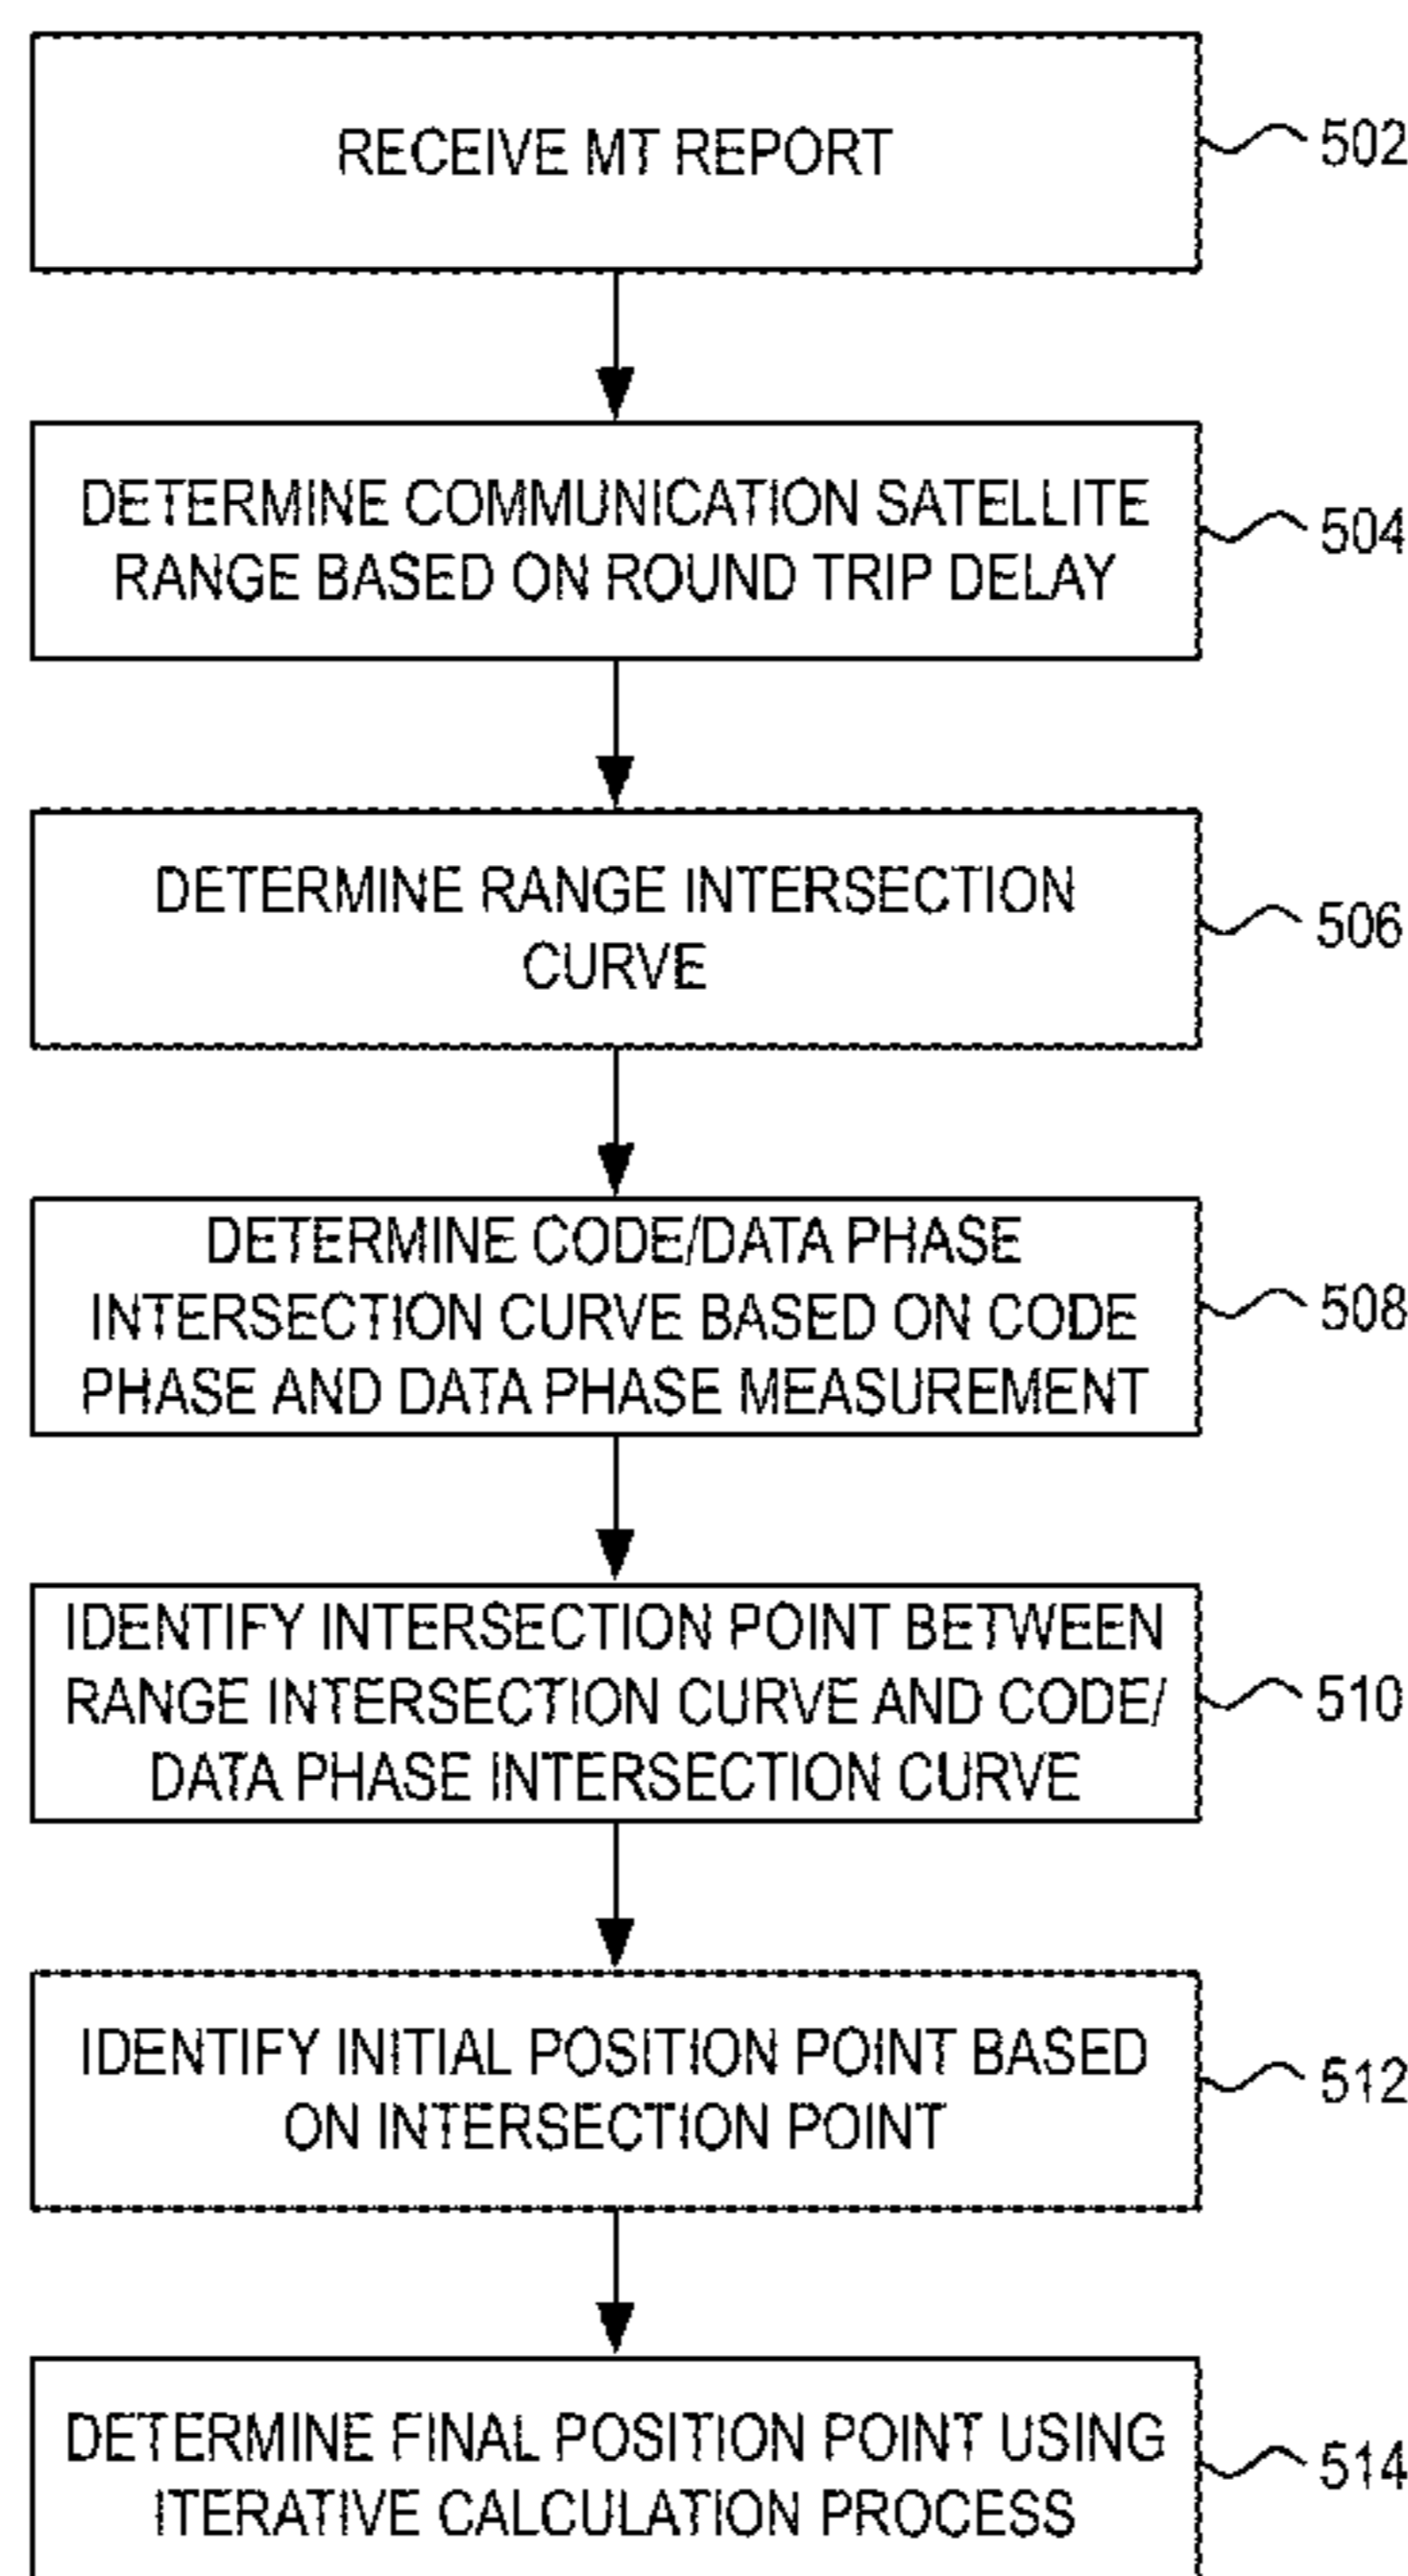 RECEIVE MT REPORT
502
DETERMINE COMMUNICATION SATELLITE
RANGE BASED ON ROUND TRIP DELAY
504
DETERMINE RANGE INTERSECTION
CURVE
506
DETERMINE CODE/DATA PHASE
INTERSECTION CURVE BASED ON CODE
PHASE AND DATA PHASE MEASUREMENT
508
IDENTIFY INTERSECTION POINT BETWEEN
RANGE INTERSECTION CURVE AND CODE/
DATA PHASE INTERSECTION CURVE
510
IDENTIFY INITIAL POSITION POINT BASED
ON INTERSECTION POINT
512
DETERMINE FINAL POSITION POINT USING
ITERATIVE CALCULATION PROCESS
514